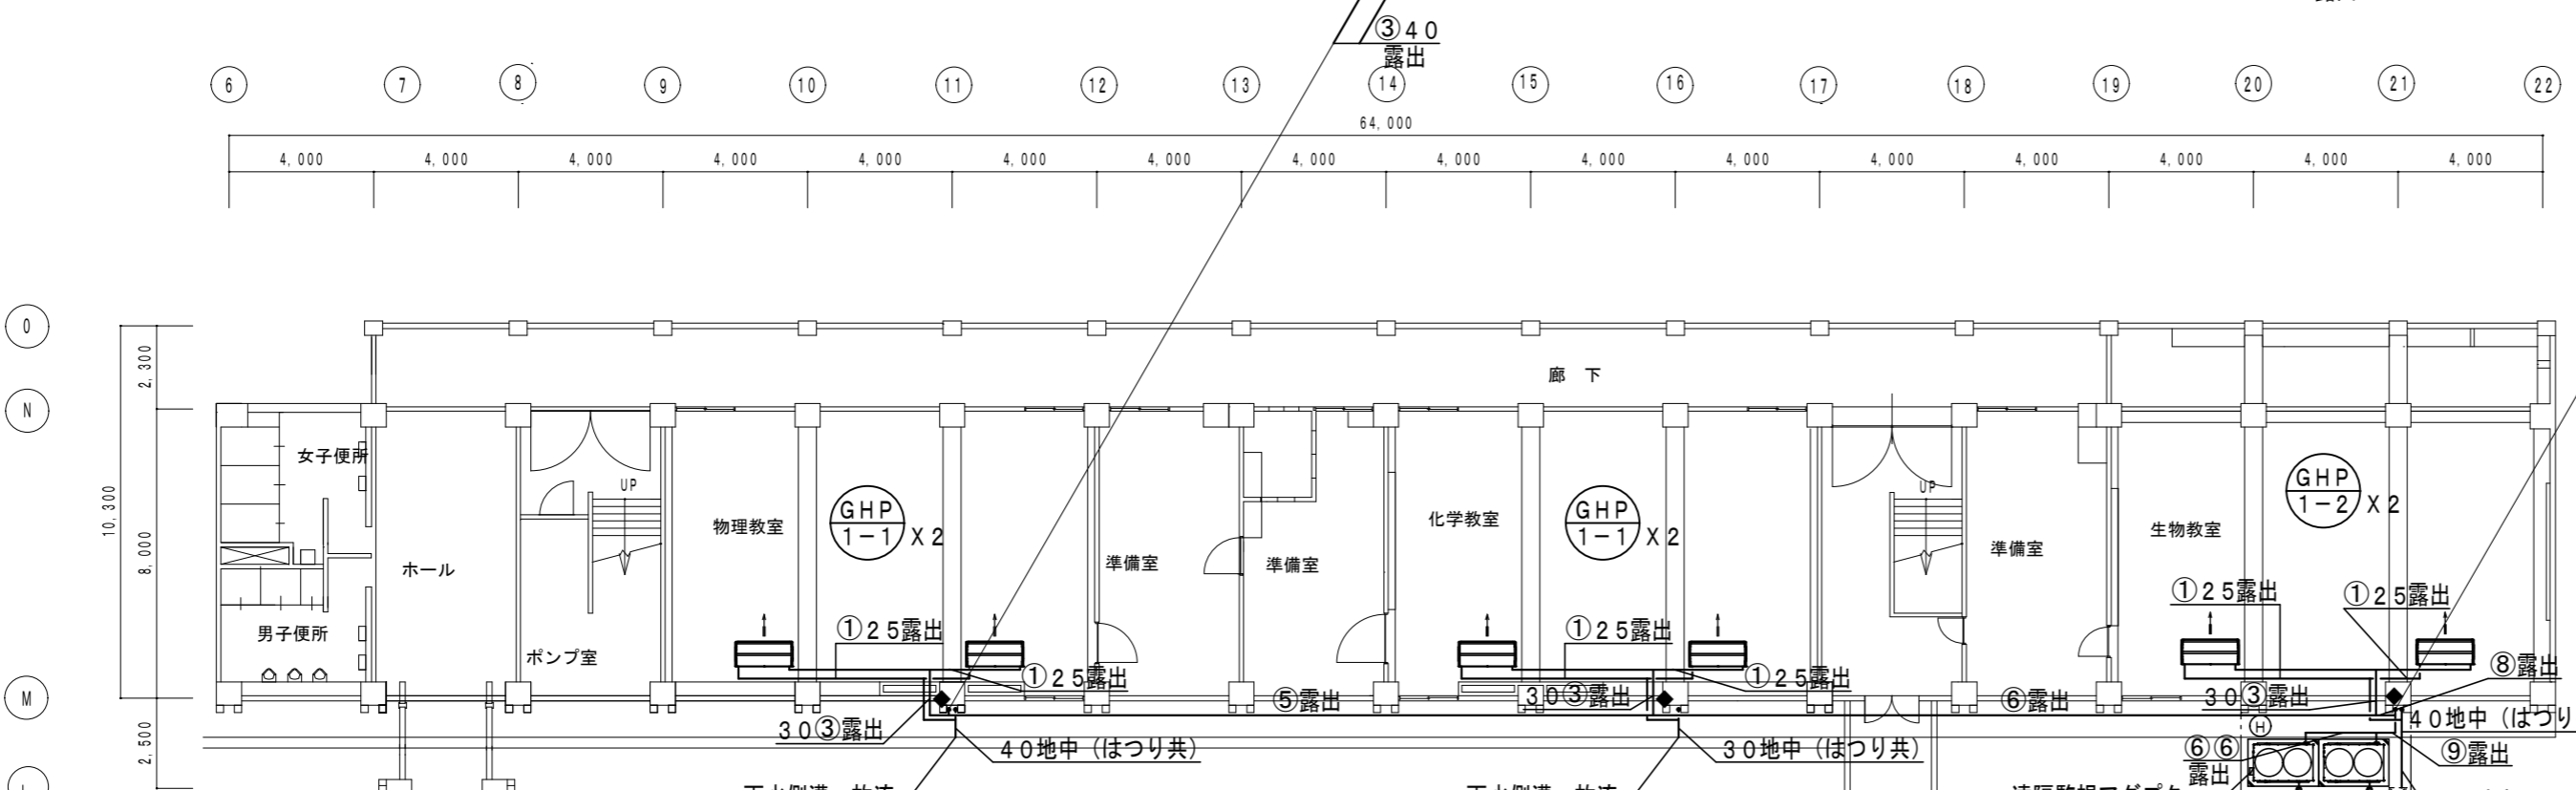 ③40
露出
6 7 8 9 10 11 12 13 14 15 16 17 18 19 20 21 22
64,000
4,000 4,000 4,000 4,000 4,000 4,000 4,000 4,000 4,000 4,000 4,000 4,000 4,000 4,000 4,000 4,000
O
2,300
廊 下
N
女子便所
UP
UP
GHP
1-1 X2
GHP
1-1 X2
GHP
1-2 X2
10,300
8,000
物理教室
化学教室
生物教室
ホール
準備室
準備室
準備室
男子便所
ポンプ室
①25露出
①25露出
①25露出
①25露出
①25露出
①25露出
⑧露出
M
30③露出
⑤露出
30③露出
⑥露出
30③露出
2,500
40地中（はつり共）
30地中（はつり共）
H
40地中（はつり
⑥⑥
露出
⑨露出